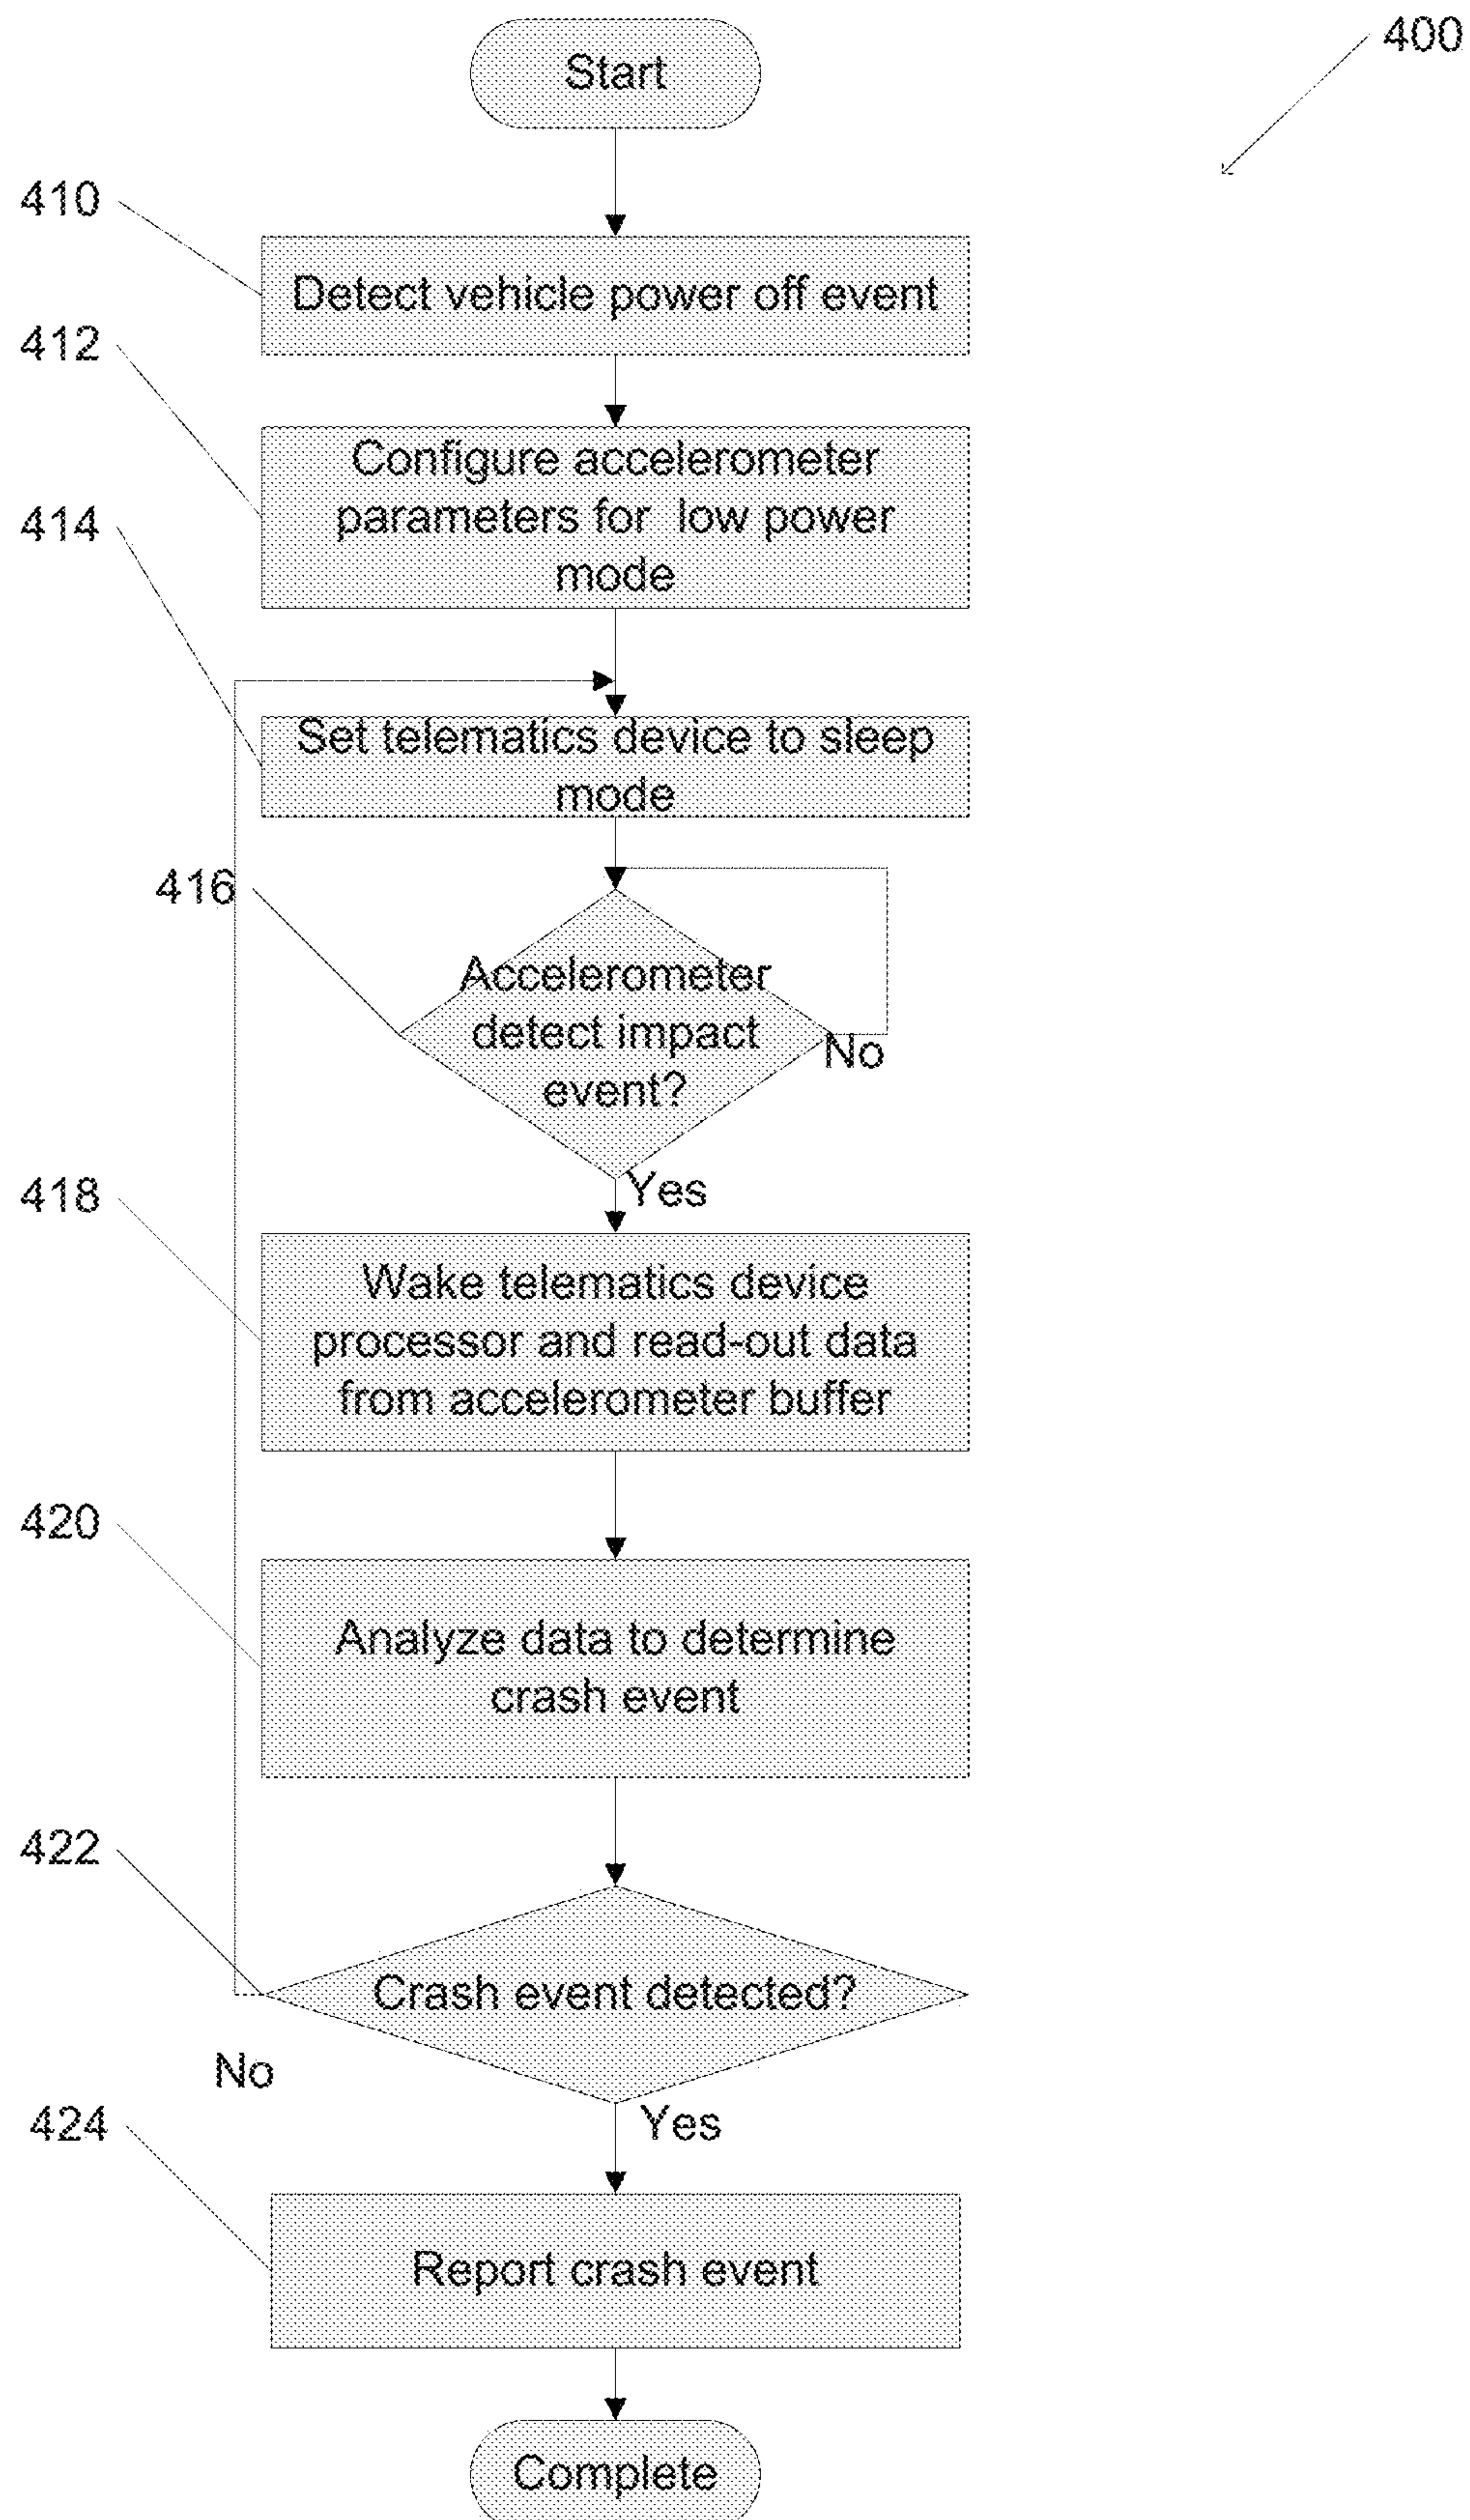 Start
400
410
Detect vehicle power off event
412
Configure accelerometer
parameters for low power
mode
414
Set telematics device to sleep
mode
416
Accelerometer
detect impact
event?
No
Yes
418
Wake telematics device
processor and read-out data
from accelerometer buffer
420
Analyze data to determine
crash event
422
Crash event detected?
No
Yes
424
Report crash event
Complete